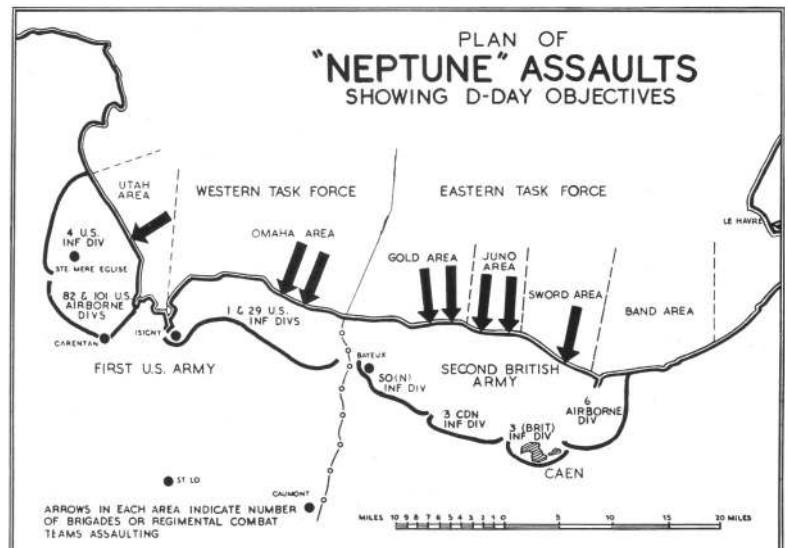 PLAN OF
"NEPTUNE" ASSAULTS
SHOWING D-DAY OBJECTIVES
UTAH AREA
WESTERN TASK FORCE
EASTERN TASK FORCE
LE HAVRE
OMAHA AREA
GOLD AREA
JUNO
AREA
SWORD AREA
BAND AREA
4 U.S.
INF DIV
STE MERE EGLISE
82 & 101 U.S.
AIRBORNE
DIVS
CARENTAN
ISIGNY
1 & 29 U.S.
INF DIVS
FIRST U.S. ARMY
BAYEUX
50(N)
INF DIV
SECOND BRITISH
ARMY
3 CDN
INF DIV
3 (BRIT)
INF DIV
6
AIRBORNE
DIV
CAEN
ST LO
CAUMONT
ARROWS IN EACH AREA INDICATE NUMBER
OF BRIGADES OR REGIMENTAL COMBAT
TEAMS ASSAULTING
MILES 10 9 8 7 6 5 4 3 2 1 0 5 10 15 20 MILES